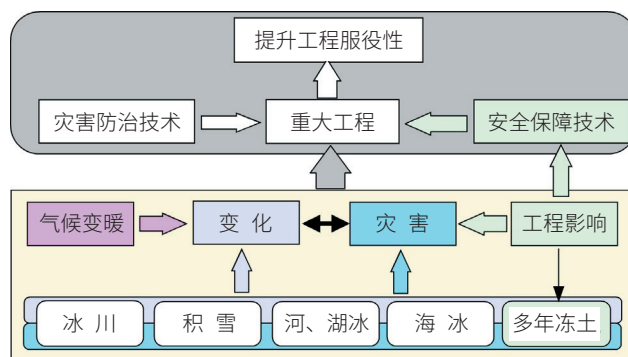 提升工程服役性
灾害防治技术
重大工程
安全保障技术
气候变暖
变 化
灾 害
工程影响
冰 川
积 雪
河、湖冰
海 冰
多年冻土